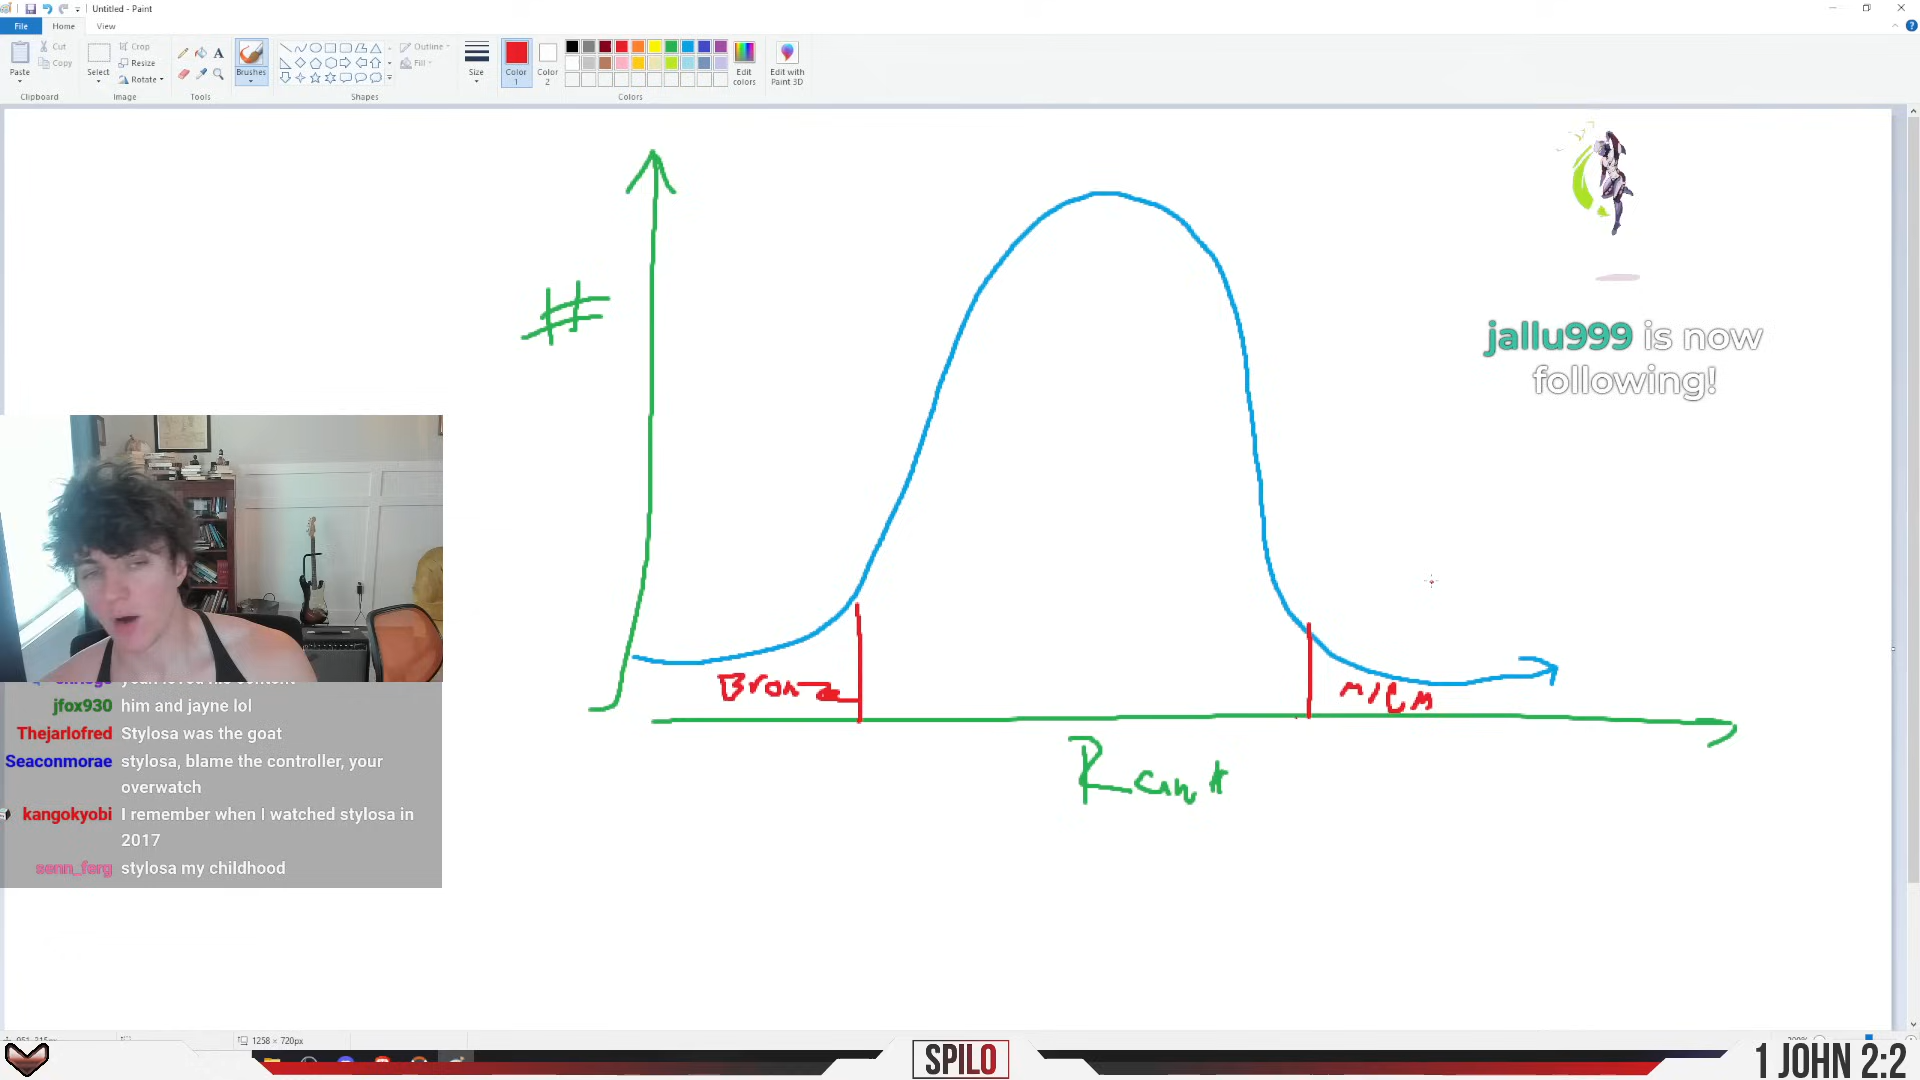 Untitled - Paint
File
Home
View
Cut
Copy
Paste
Clipboard
Crop
Resize
Rotate
Select
Image
Tools
Brushes
Outline
Fill
Shapes
Size
Color 1
Color 2
Edit colors
Colors
Edit with Paint 3D
#
jallu999 is now
following!
Bronze
M/GM
Rank
jfox930 him and jayne lol
Thejarlofred Stylosa was the goat
Seaconmorae stylosa, blame the controller, your
overwatch
kangokyobi I remember when I watched stylosa in
2017
senn_ferg stylosa my childhood
1258 × 720px
SPILO
1 JOHN 2:2